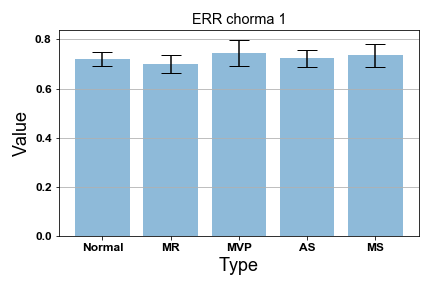 ERR chorma 1
0.8
0.6
0.4
0.2
0.0
Value
Normal MR MVP AS MS
Type